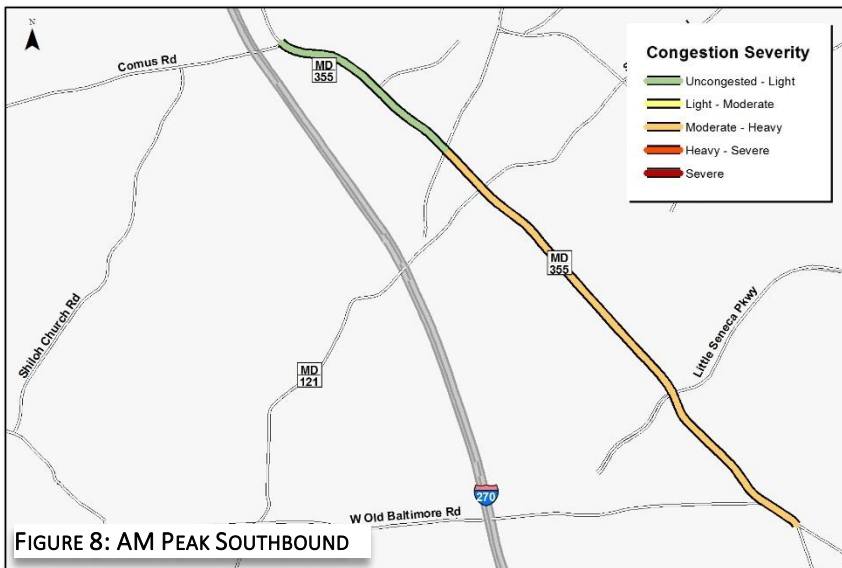 N
Comus Rd
MD
355
Congestion Severity
Uncongested - Light
Light - Moderate
Moderate - Heavy
Heavy - Severe
Severe
MD
355
Little Seneca Pkwy
Shiloh Church Rd
MD
121
270
W Old Baltimore Rd
FIGURE 8: AM PEAK SOUTHBOUND